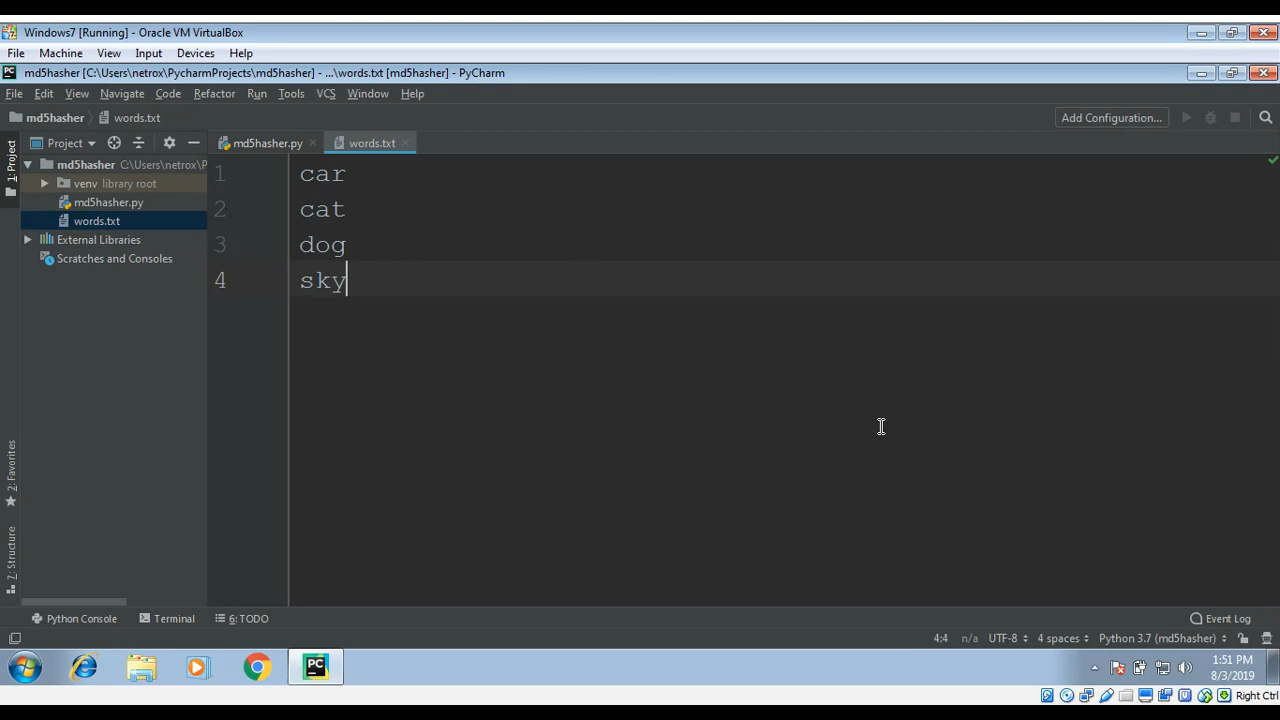 Windows7 [Running] - Oracle VM VirtualBox
File Machine View Input Devices Help
md5hasher [C:\Users\netrox\PycharmProjects\md5hasher] - ...\words.txt [md5hasher] - PyCharm
File Edit View Navigate Code Refactor Run Tools VCS Window Help
md5hasher words.txt Add Configuration...
1: Project
Project
md5hasher.py words.txt
md5hasher C:\Users\netrox\P
venv library root
md5hasher.py
words.txt
External Libraries
Scratches and Consoles
1 car
2 cat
3 dog
4 sky
2: Favorites
7: Structure
Python Console Terminal 6: TODO Event Log
4:4 n/a UTF-8 4 spaces Python 3.7 (md5hasher)
PC
1:51 PM
8/3/2019
Right Ctrl